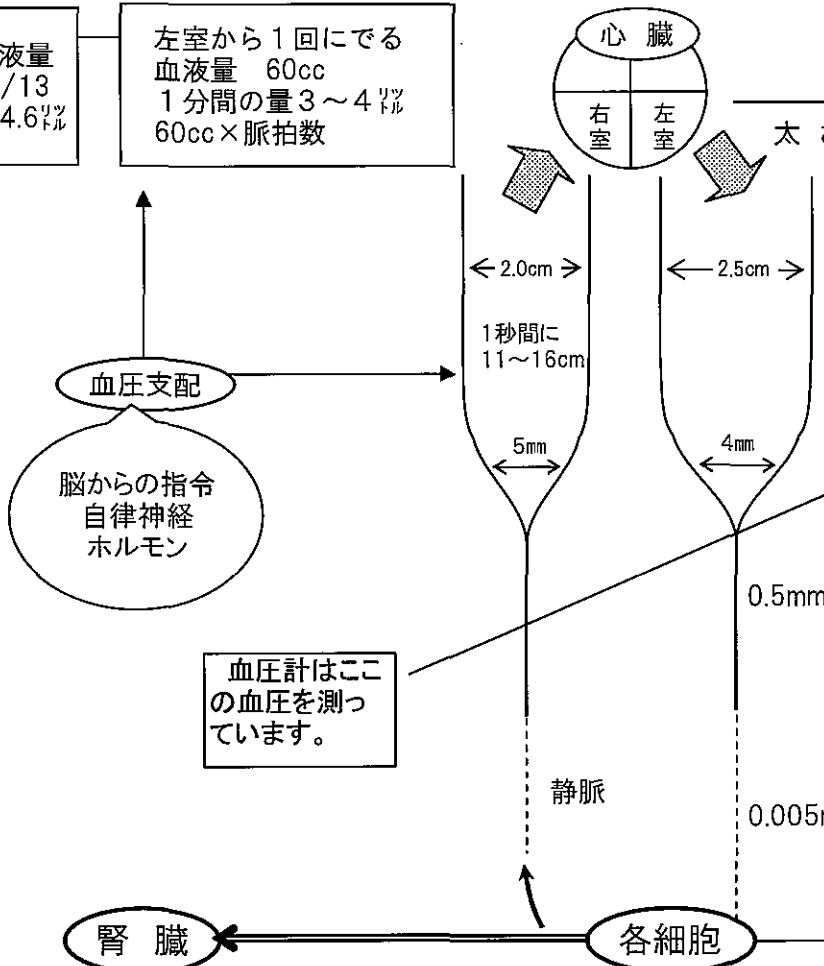 液量
/13
4.6リットル
左室から１回にでる
血液量　60cc
１分間の量３～４リットル
60cc×脈拍数
心　臓
右室
左室
太
2.0cm
2.5cm
1秒間に
11～16cm
血圧支配
5mm
4mm
脳からの指令
自律神経
ホルモン
0.5mm
血圧計はここ
の血圧を測っ
ています。
静脈
0.005
腎　臓
各細胞